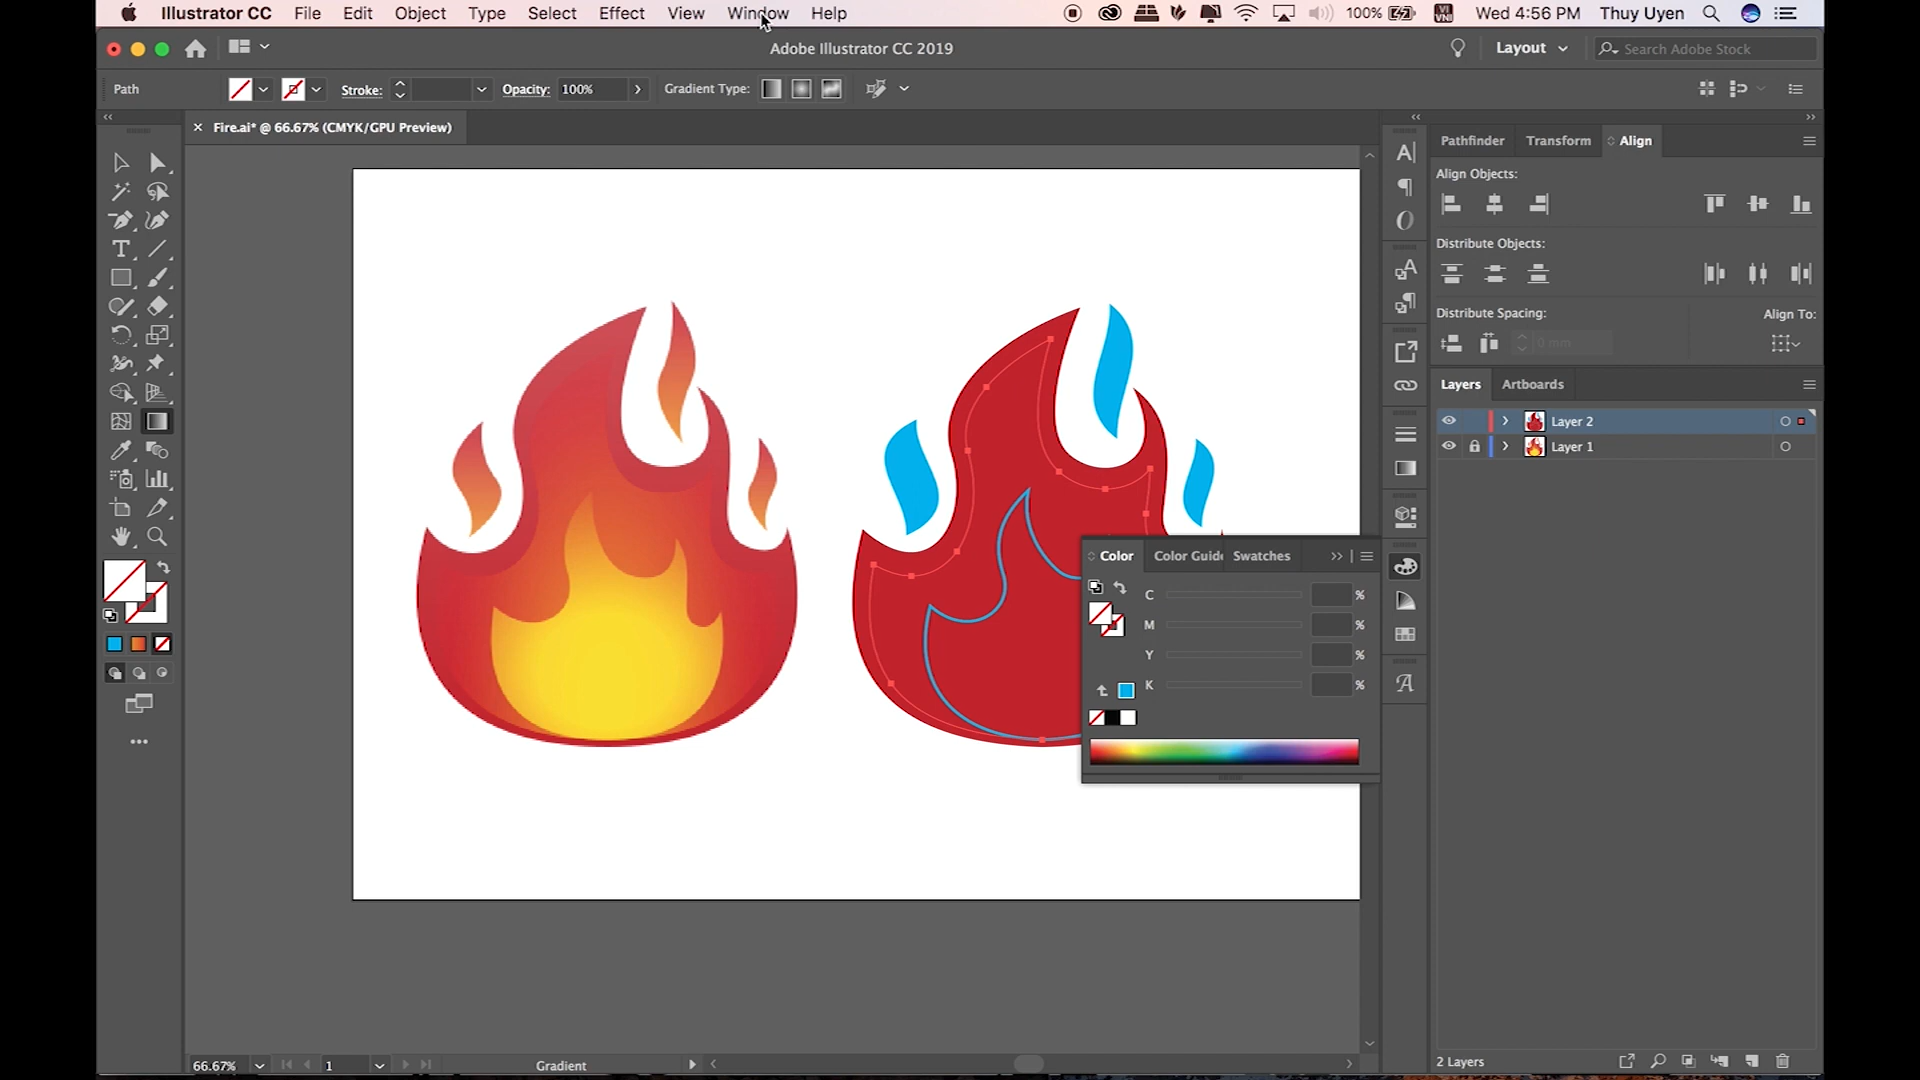 Illustrator CC File Edit Object Type Select Effect View Window Help 100% VI VNI Wed 4:56 PM Thuy Uyen
Adobe Illustrator CC 2019 Layout Search Adobe Stock
Path Stroke: Opacity: 100% Gradient Type:
Fire.ai* @ 66.67% (CMYK/GPU Preview)
Pathfinder Transform Align
Align Objects:
Distribute Objects:
Distribute Spacing: Align To:
0 mm
Layers Artboards
Layer 2
Layer 1
Color Color Guide Swatches
C %
M %
Y %
K %
66.67% 1 Gradient 2 Layers